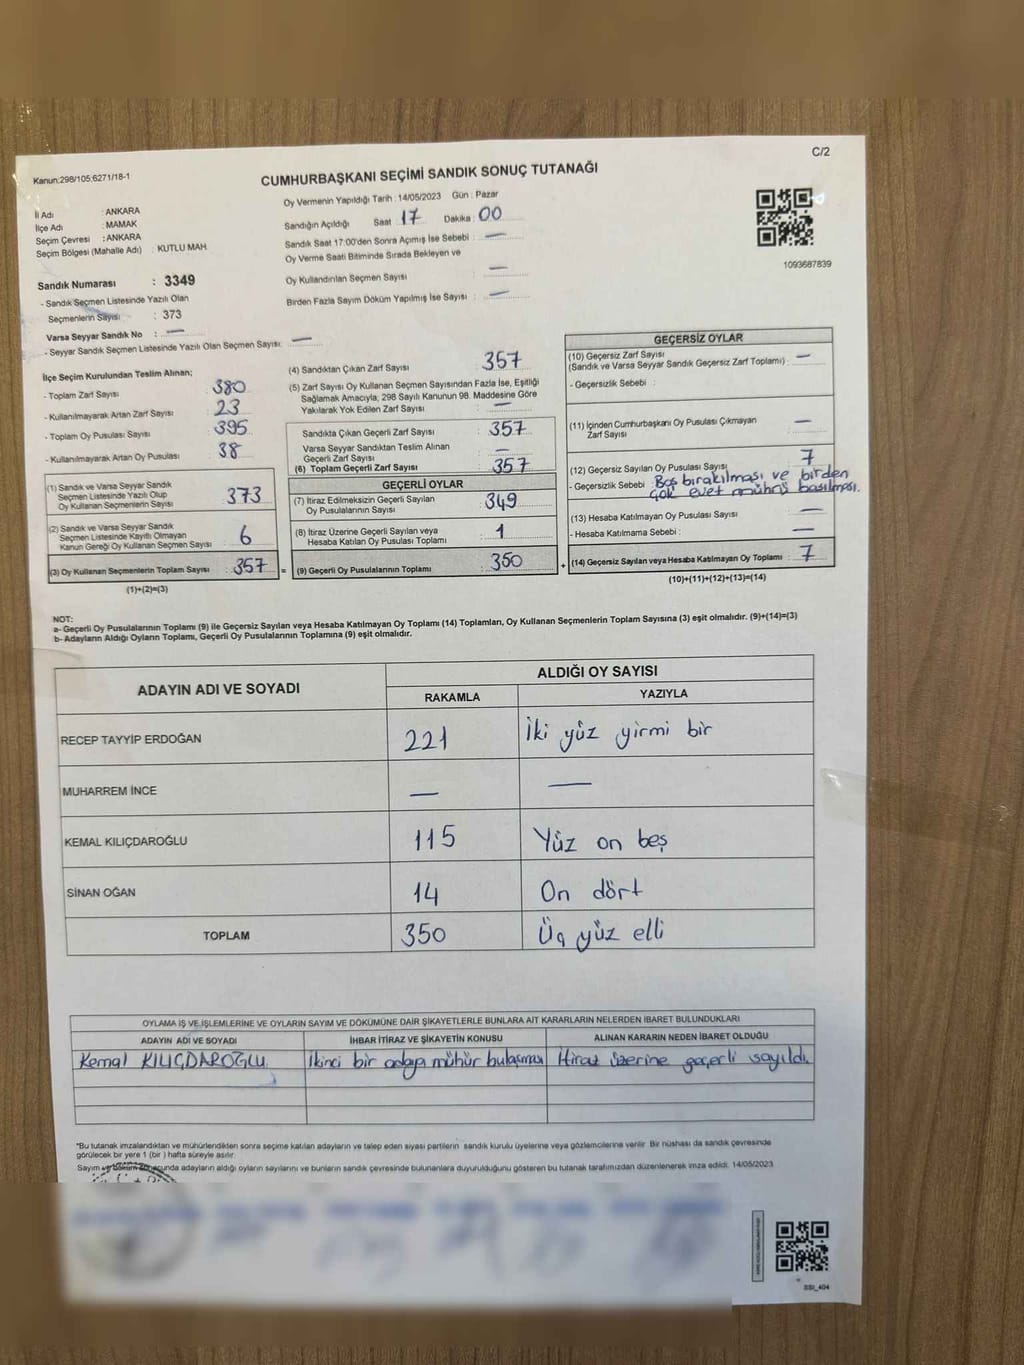 C/2
Kanun:298/105;6271/18-1
CUMHURBAŞKANI SEÇİMİ SANDIK SONUÇ TUTANAĞI
Oy Vermenin Yapıldığı Tarih : 14/05/2023 Gün : Pazar
İl Adı : ANKARA
İlçe Adı : MAMAK
Seçim Çevresi : ANKARA
Seçim Bölgesi (Mahalle Adı) : KUTLU MAH.
Sandığın Açıldığı Saat 17 Dakika : 00
Sandık Saat 17:00'den Sonra Açımış İse Sebebi : —
Oy Verme Saati Bitiminde Sırada Bekleyen ve
Oy Kullandırılan Seçmen Sayısı —
Birden Fazla Sayım Döküm Yapılmış İse Sayısı : —
1093687839
Sandık Numarası : 3349
- Sandık Seçmen Listesinde Yazılı Olan
Seçmenlerin Sayısı : 373
Varsa Seyyar Sandık No : —
- Seyyar Sandık Seçmen Listesinde Yazılı Olan Seçmen Sayısı: —
İlçe Seçim Kurulundan Teslim Alınan;
- Toplam Zarf Sayısı : 380
- Kullanılmayarak Artan Zarf Sayısı : 23
- Toplam Oy Pusulası Sayısı : 395
- Kullanılmayarak Artan Oy Pusulası : 38
(1) Sandık ve Varsa Seyyar Sandık
Seçmen Listesinde Yazılı Olup
Oy Kullanan Seçmenlerin Sayısı 373
(2) Sandık ve Varsa Seyyar Sandık
Seçmen Listesinde Kayıtlı Olmayan
Kanun Gereği Oy Kullanan Seçmen Sayısı 6
(3) Oy Kullanan Seçmenlerin Toplam Sayısı 357 =
(1)+(2)=(3)
(4) Sandıktan Çıkan Zarf Sayısı 357
(5) Zarf Sayısı Oy Kullanan Seçmen Sayısından Fazla İse, Eşitliği
Sağlamak Amacıyla, 298 Sayılı Kanunun 98. Maddesine Göre
Yakılarak Yok Edilen Zarf Sayısı —
Sandıkta Çıkan Geçerli Zarf Sayısı 357
Varsa Seyyar Sandıktan Teslim Alınan
Geçerli Zarf Sayısı —
(6) Toplam Geçerli Zarf Sayısı 357
GEÇERLİ OYLAR
(7) İtiraz Edilmeksizin Geçerli Sayılan
Oy Pusulalarının Sayısı 349
(8) İtiraz Üzerine Geçerli Sayılan veya
Hesaba Katılan Oy Pusulası Toplamı 1
(9) Geçerli Oy Pusulalarının Toplamı 350 +
GEÇERSİZ OYLAR
(10) Geçersiz Zarf Sayısı
(Sandık ve Varsa Seyyar Sandık Geçersiz Zarf Toplamı) : —
- Geçersizlik Sebebi :
(11) İçinden Cumhurbaşkanı Oy Pusulası Çıkmayan
Zarf Sayısı —
(12) Geçersiz Sayılan Oy Pusulası Sayısı 7
- Geçersizlik Sebebi : Boş bırakılması ve birden
çok evet mührü basılması.
(13) Hesaba Katılmayan Oy Pusulası Sayısı —
- Hesaba Katılmama Sebebi : —
(14) Geçersiz Sayılan veya Hesaba Katılmayan Oy Toplamı : 7
(10)+(11)+(12)+(13)=(14)
NOT:
a- Geçerli Oy Pusulalarının Toplamı (9) ile Geçersiz Sayılan veya Hesaba Katılmayan Oy Toplamı (14) Toplamları, Oy Kullanan Seçmenlerin Toplam Sayısına (3) eşit olmalıdır. (9)+(14)=(3)
b- Adayların Aldığı Oyların Toplamı, Geçerli Oy Pusulalarının Toplamına (9) eşit olmalıdır.
ADAYIN ADI VE SOYADI ALDIĞI OY SAYISI
RAKAMLA YAZIYLA
RECEP TAYYİP ERDOĞAN 221 İki yüz yirmi bir
MUHARREM İNCE — —
KEMAL KILIÇDAROĞLU 115 Yüz on beş
SİNAN OĞAN 14 On dört
TOPLAM 350 Üç yüz elli
OYLAMA İŞ VE İŞLEMLERİNE VE OYLARIN SAYIM VE DÖKÜMÜNE DAİR ŞİKAYETLERLE BUNLARA AİT KARARLARIN NELERDEN İBARET BULUNDUKLARI
ADAYIN ADI VE SOYADI İHBAR İTİRAZ VE ŞİKAYETİN KONUSU ALINAN KARARIN NEDEN İBARET OLDUĞU
Kemal KILIÇDAROĞLU. İkinci bir adaya mühür bulaşması İtiraz üzerine geçerli sayıldı.
*Bu tutanak imzalandıktan ve mühürlendikten sonra seçime katılan adayların ve talep eden siyasi partilerin sandık kurulu üyelerine veya gözlemcilerine verilir. Bir nüshası da sandık çevresinde
görülecek bir yere 1 (bir) hafta süreyle asılır.
Sayım ve döküm sonucunda adayların aldığı oyların sayılarını ve bunların sandık çevresinde bulunanlara duyurulduğunu gösteren bu tutanak tarafımızdan düzenlenerek imza edildi. 14/05/2023
SSI_404